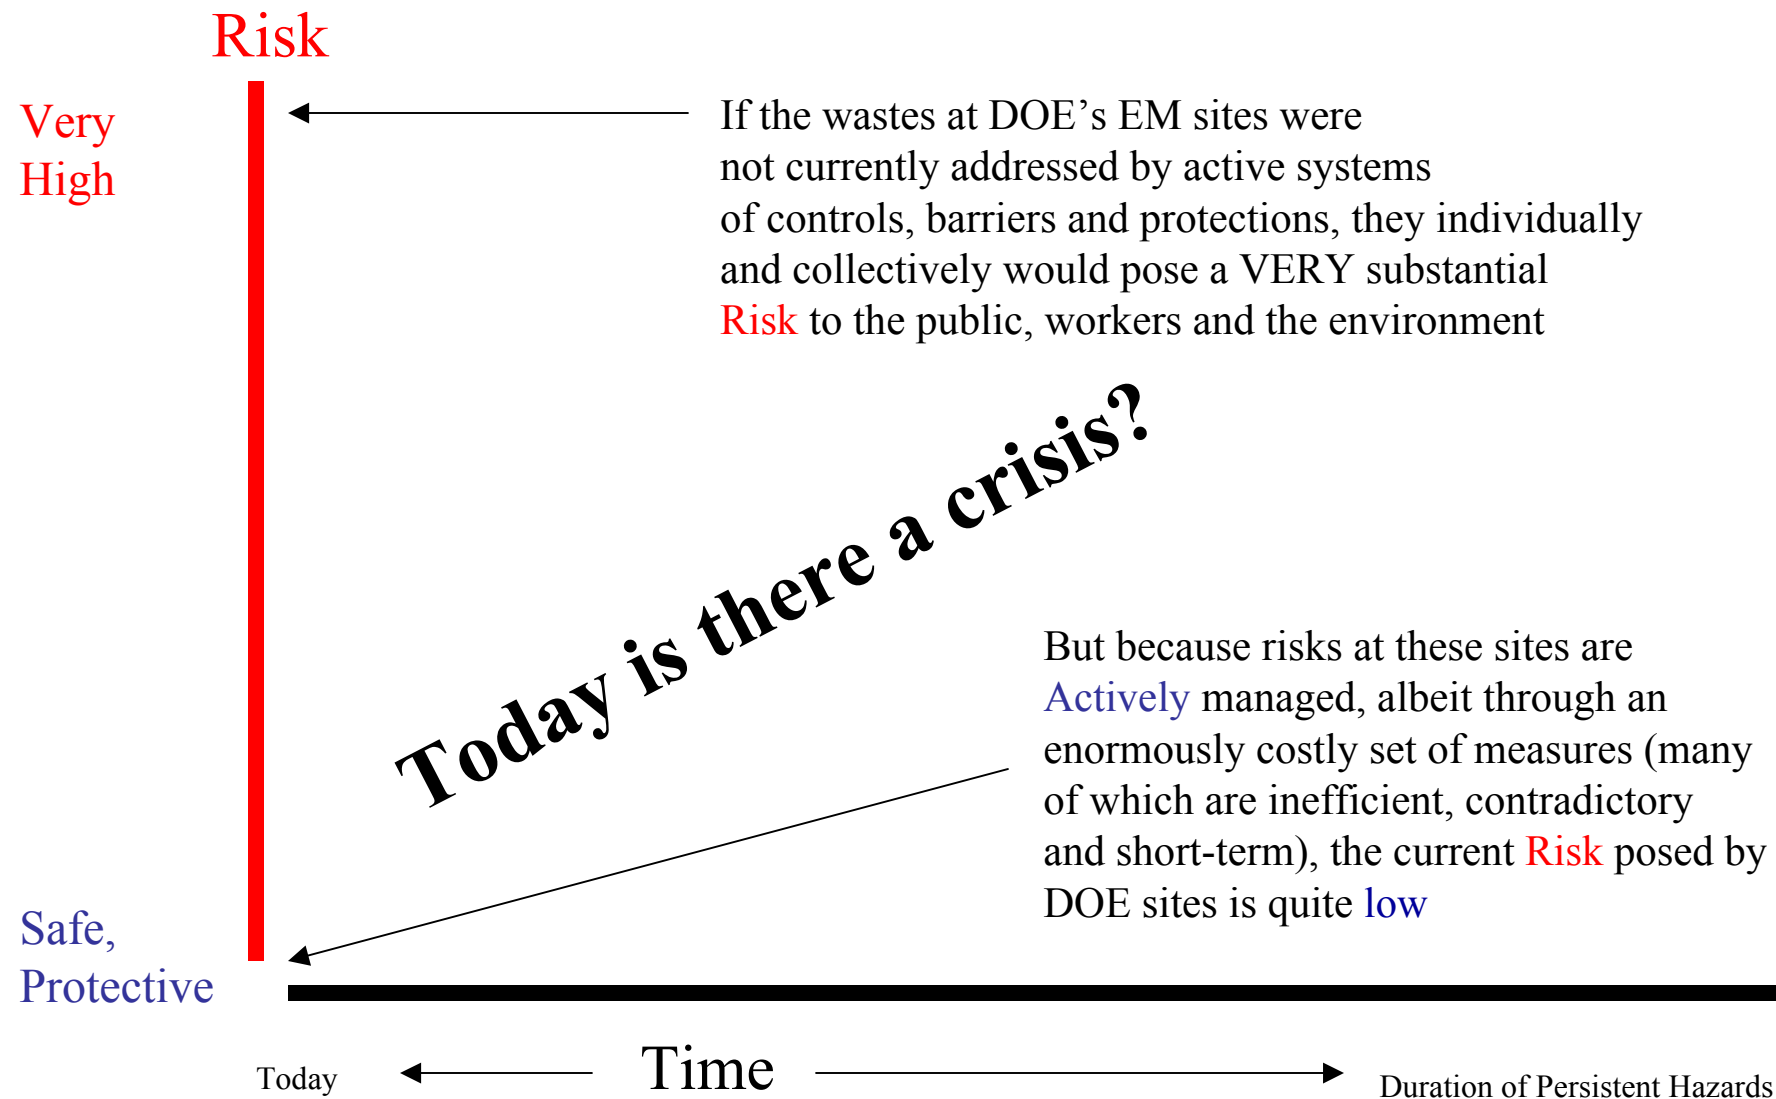 Risk
Very
High
If the wastes at DOE’s EM sites were
not currently addressed by active systems
of controls, barriers and protections, they individually
and collectively would pose a VERY substantial
Risk to the public, workers and the environment
Today is there a crisis?
But because risks at these sites are
Actively managed, albeit through an
enormously costly set of measures (many
of which are inefficient, contradictory
and short-term), the current Risk posed by
DOE sites is quite low
Safe,
Protective
Today
Time
Duration of Persistent Hazards